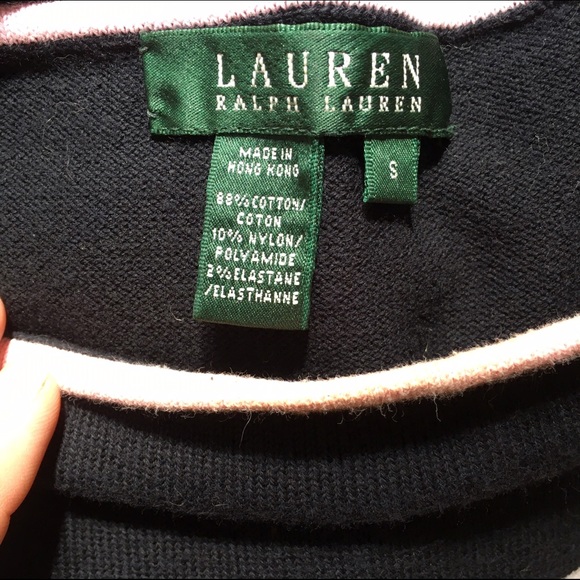 LAUREN
RALPH LAUREN
MADE IN
HONG KONG
S
88% COTTON/
COTON
10% NYLON/
POLYAMIDE
2% ELASTANE
/ELASTHANNE